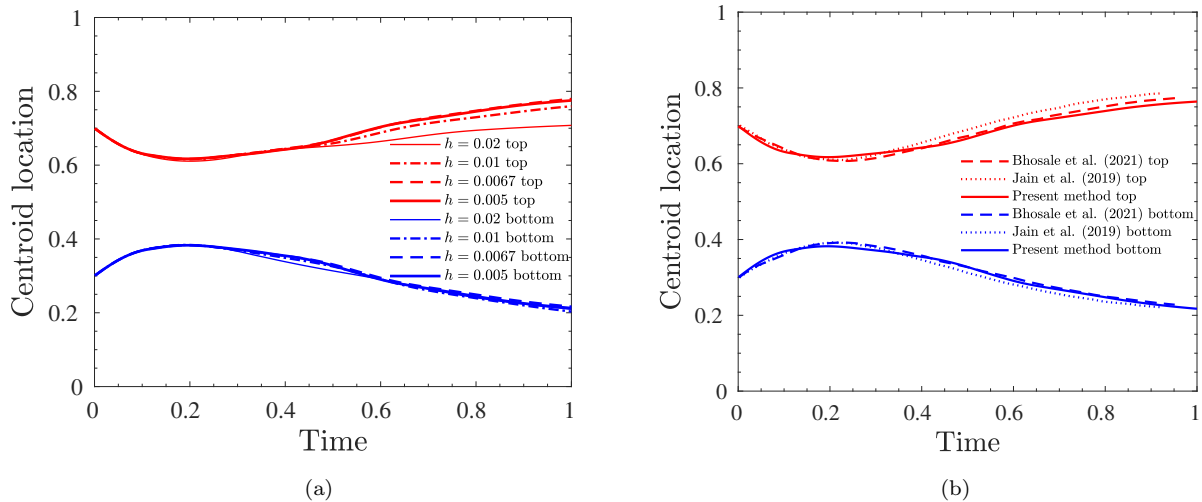 1
0.8
0.6
0.4
0.2
0
Centroid location
h = 0.02 top
h = 0.01 top
h = 0.0067 top
h = 0.005 top
h = 0.02 bottom
h = 0.01 bottom
h = 0.0067 bottom
h = 0.005 bottom
0 0.2 0.4 0.6 0.8 1
Time
(a)
1
0.8
0.6
0.4
0.2
0
Centroid location
Bhosale et al. (2021) top
Jain et al. (2019) top
Present method top
Bhosale et al. (2021) bottom
Jain et al. (2019) bottom
Present method bottom
0 0.2 0.4 0.6 0.8 1
Time
(b)